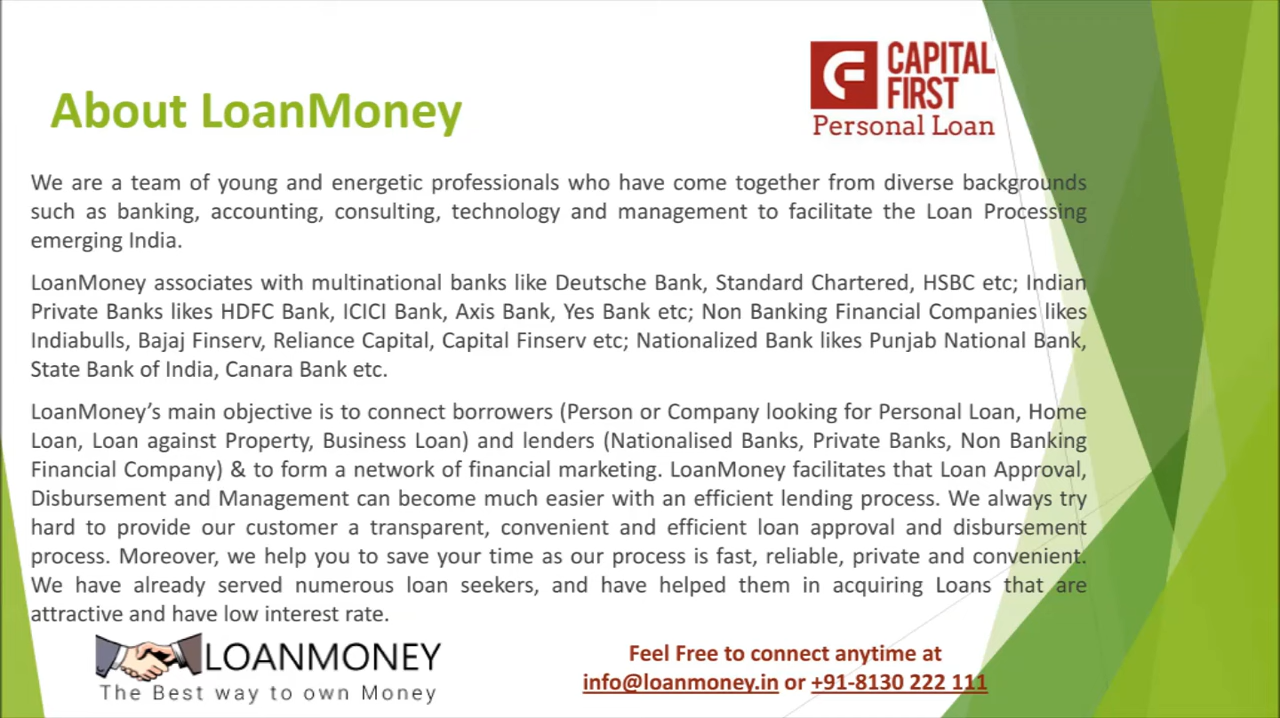 CAPITAL
FIRST
Personal Loan
About LoanMoney
We are a team of young and energetic professionals who have come together from diverse backgrounds
such as banking, accounting, consulting, technology and management to facilitate the Loan Processing
emerging India.
LoanMoney associates with multinational banks like Deutsche Bank, Standard Chartered, HSBC etc; Indian
Private Banks likes HDFC Bank, ICICI Bank, Axis Bank, Yes Bank etc; Non Banking Financial Companies likes
Indiabulls, Bajaj Finserv, Reliance Capital, Capital Finserv etc; Nationalized Bank likes Punjab National Bank,
State Bank of India, Canara Bank etc.
LoanMoney’s main objective is to connect borrowers (Person or Company looking for Personal Loan, Home
Loan, Loan against Property, Business Loan) and lenders (Nationalised Banks, Private Banks, Non Banking
Financial Company) & to form a network of financial marketing. LoanMoney facilitates that Loan Approval,
Disbursement and Management can become much easier with an efficient lending process. We always try
hard to provide our customer a transparent, convenient and efficient loan approval and disbursement
process. Moreover, we help you to save your time as our process is fast, reliable, private and convenient.
We have already served numerous loan seekers, and have helped them in acquiring Loans that are
attractive and have low interest rate.
LOANMONEY
The Best way to own Money
Feel Free to connect anytime at
info@loanmoney.in or +91-8130 222 111